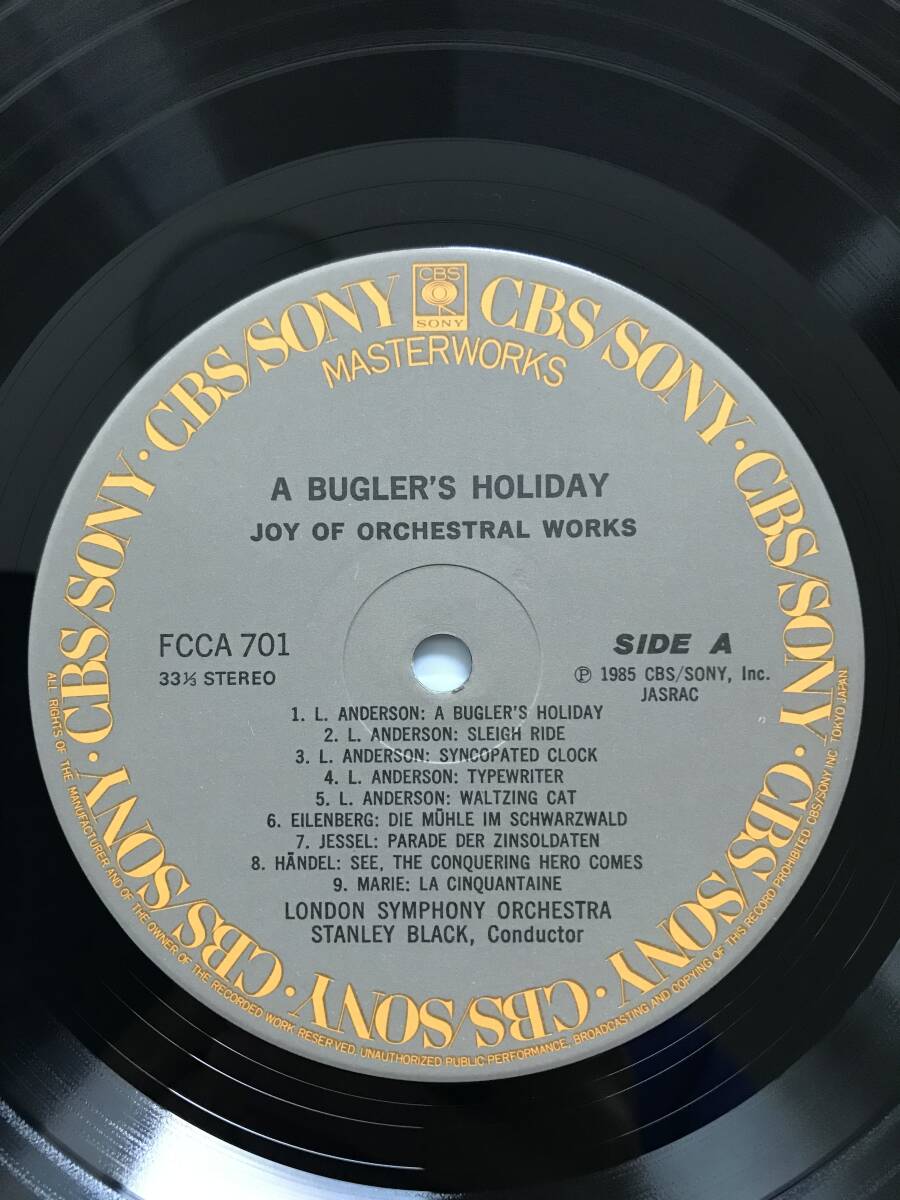 CBS/SONY · CBS/SONY · CBS/SONY · CBS/SONY · CBS/SONY · CBS/SONY · CBS/SONY · CBS/SONY
CBS
SONY
MASTERWORKS
A BUGLER'S HOLIDAY
JOY OF ORCHESTRAL WORKS
FCCA 701
33⅓ STEREO
SIDE A
Ⓟ 1985 CBS/SONY, Inc.
JASRAC
1. L. ANDERSON: A BUGLER'S HOLIDAY
2. L. ANDERSON: SLEIGH RIDE
3. L. ANDERSON: SYNCOPATED CLOCK
4. L. ANDERSON: TYPEWRITER
5. L. ANDERSON: WALTZING CAT
6. EILENBERG: DIE MÜHLE IM SCHWARZWALD
7. JESSEL: PARADE DER ZINSOLDATEN
8. HÄNDEL: SEE, THE CONQUERING HERO COMES
9. MARIE: LA CINQUANTAINE
LONDON SYMPHONY ORCHESTRA
STANLEY BLACK, Conductor
ALL RIGHTS OF THE MANUFACTURER AND OF THE OWNER OF THE RECORDED WORK RESERVED. UNAUTHORIZED PUBLIC PERFORMANCE, BROADCASTING AND COPYING OF THIS RECORD PROHIBITED CBS/SONY INC. TOKYO JAPAN